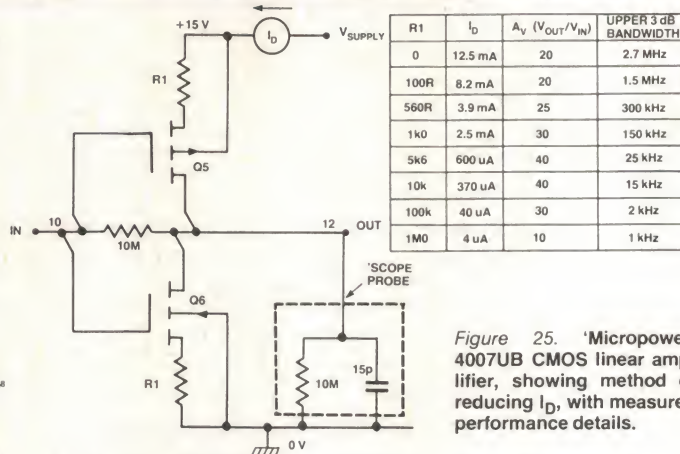 +15 V
I_D
V_SUPPLY
R1
Q5
IN
10
10M
12
OUT
'SCOPE
PROBE
Q6
R1
10M
15p
0 V
R1 I_D A_V (V_OUT/V_IN) UPPER 3 dB BANDWIDTH
0 12.5 mA 20 2.7 MHz
100R 8.2 mA 20 1.5 MHz
560R 3.9 mA 25 300 kHz
1k0 2.5 mA 30 150 kHz
5k6 600 uA 40 25 kHz
10k 370 uA 40 15 kHz
100k 40 uA 30 2 kHz
1M0 4 uA 10 1 kHz
Figure 25. 'Micropowe
4007UB CMOS linear amp
lifier, showing method
reducing I_D, with measure
performance details.